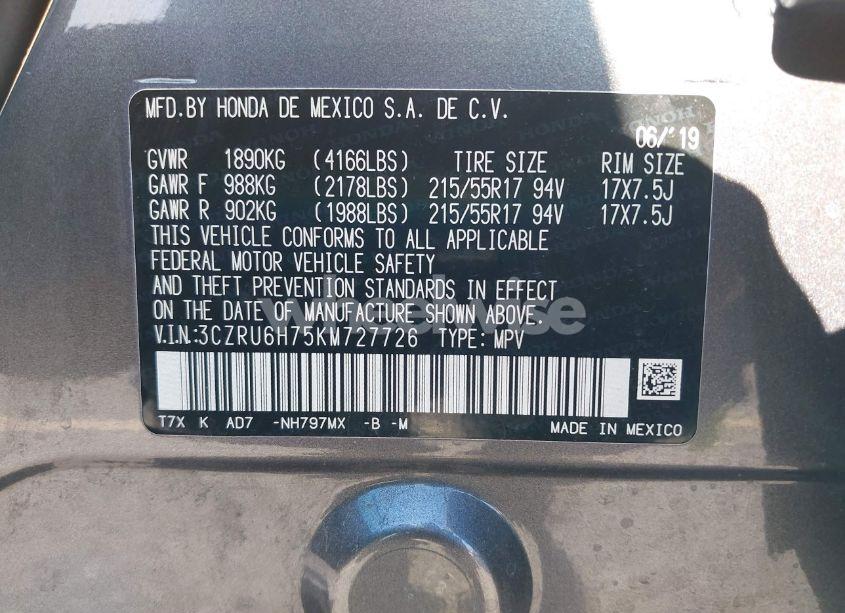 MFD.BY HONDA DE MEXICO S.A. DE C.V.
06/'19
GVWR 1890KG (4166LBS) TIRE SIZE RIM SIZE
GAWR F 988KG (2178LBS) 215/55R17 94V 17X7.5J
GAWR R 902KG (1988LBS) 215/55R17 94V 17X7.5J
THIS VEHICLE CONFORMS TO ALL APPLICABLE
FEDERAL MOTOR VEHICLE SAFETY
AND THEFT PREVENTION STANDARDS IN EFFECT
ON THE DATE OF MANUFACTURE SHOWN ABOVE.
wheelwise
V.I.N:3CZRU6H75KM727726 TYPE: MPV
T7X K AD7 -NH797MX -B -M MADE IN MEXICO